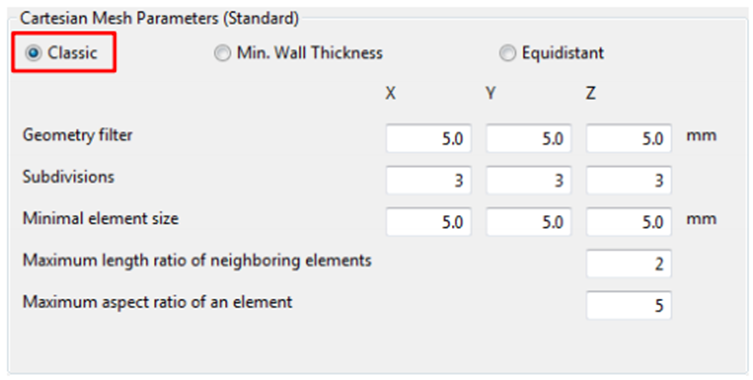 Cartesian Mesh Parameters (Standard)
Classic Min. Wall Thickness Equidistant
X Y Z
Geometry filter 5.0 5.0 5.0 mm
Subdivisions 3 3 3
Minimal element size 5.0 5.0 5.0 mm
Maximum length ratio of neighboring elements 2
Maximum aspect ratio of an element 5